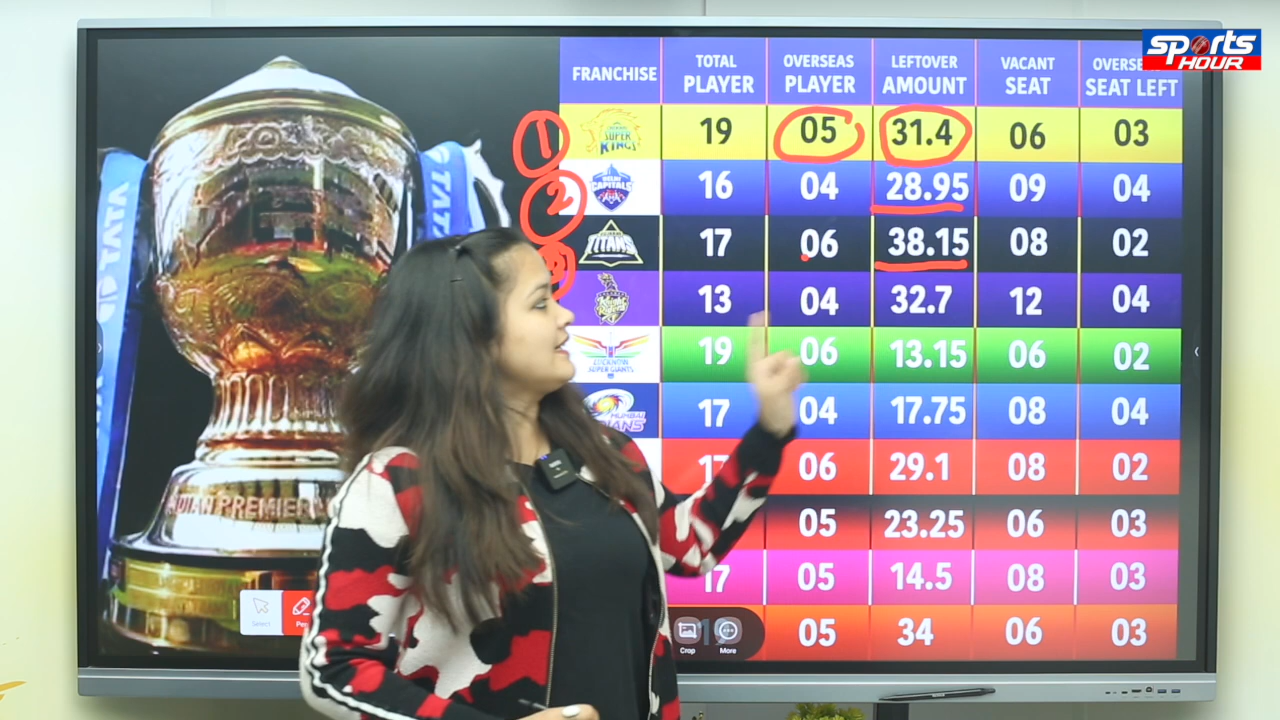 Sports
HOUR
FRANCHISE TOTAL PLAYER OVERSEAS PLAYER LEFTOVER AMOUNT VACANT SEAT SEAT LEFT
1 SUPER KINGS 19 05 31.4 06 03
2 CAPITALS 16 04 28.95 09 04
TITANS 17 06 38.15 08 02
13 04 32.7 12 04
LUCKNOW SUPER GIANTS 19 06 13.15 06 02
MUMBAI 17 04 17.75 08 04
06 29.1 08 02
05 23.25 06 03
17 05 14.5 08 03
05 34 06 03
TATA
TATA
INDIAN PREMIER
Select
Crop More